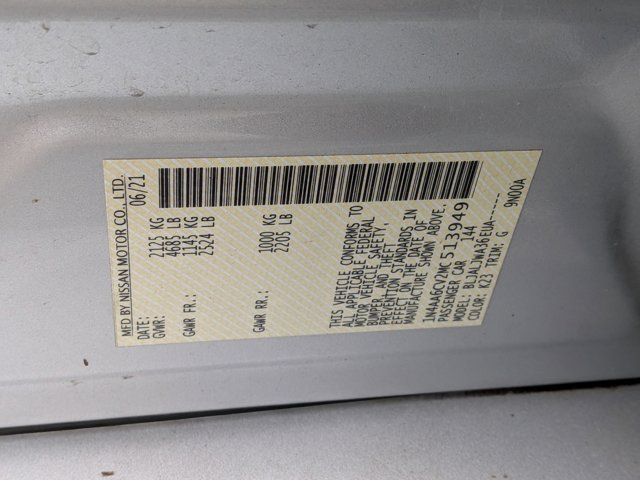 MFD BY NISSAN MOTOR CO., LTD.
DATE: 06/21
GVWR: 2125 KG
4685 LB
GAWR FR.: 1145 KG
2524 LB
GAWR RR.: 1000 KG
2205 LB
THIS VEHICLE CONFORMS TO
ALL APPLICABLE FEDERAL
MOTOR VEHICLE SAFETY,
BUMPER, AND THEFT
PREVENTION STANDARDS IN
EFFECT ON THE DATE OF
MANUFACTURE SHOWN ABOVE.
1N4AA6CV2MC513949
PASSENGER CAR 144
MODEL: BLJALJWA36EUA-----
COLOR: K23 TRIM: G 9N00A